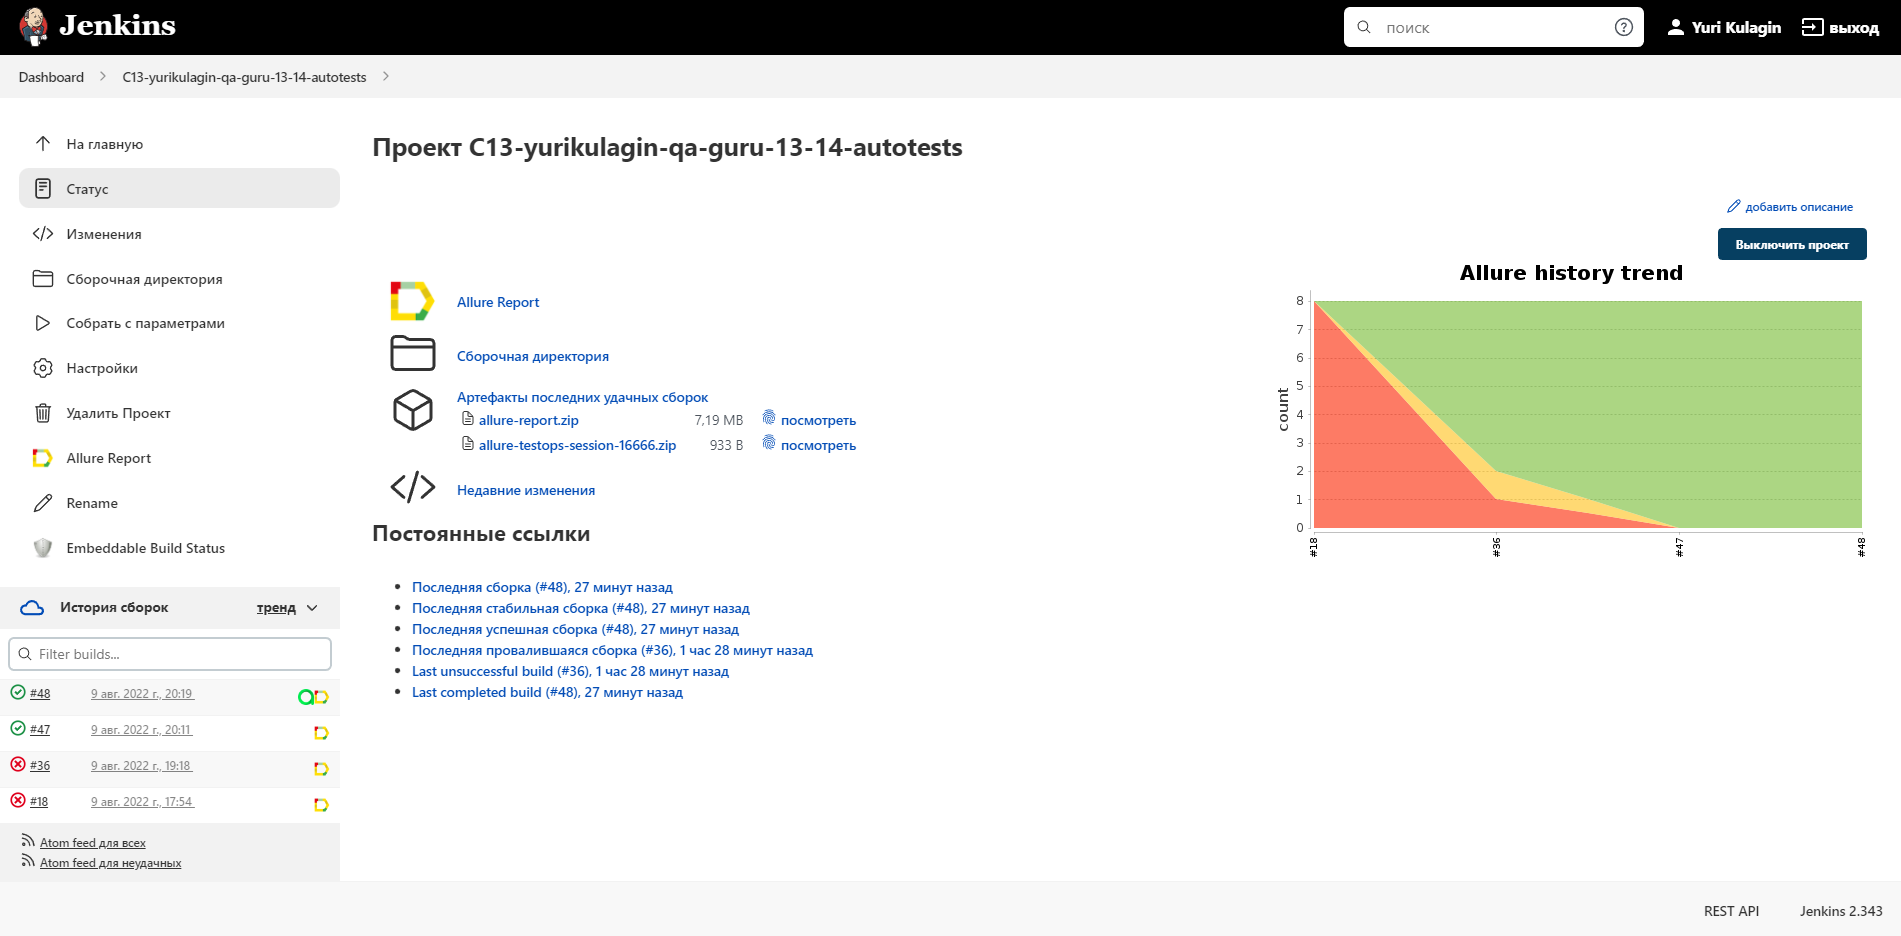 Jenkins
поиск
Yuri Kulagin
выход
Dashboard
C13-yurikulagin-qa-guru-13-14-autotests
На главную
Статус
Изменения
Сборочная директория
Собрать с параметрами
Настройки
Удалить Проект
Allure Report
Rename
Embeddable Build Status
История сборок
тренд
Filter builds...
#48 9 авг. 2022 г., 20:19
#47 9 авг. 2022 г., 20:11
#36 9 авг. 2022 г., 19:18
#18 9 авг. 2022 г., 17:54
Atom feed для всех
Atom feed для неудачных
Проект C13-yurikulagin-qa-guru-13-14-autotests
добавить описание
Выключить проект
Allure Report
Сборочная директория
Артефакты последних удачных сборок
allure-report.zip 7,19 MB посмотреть
allure-testops-session-16666.zip 933 B посмотреть
Недавние изменения
Постоянные ссылки
Последняя сборка (#48), 27 минут назад
Последняя стабильная сборка (#48), 27 минут назад
Последняя успешная сборка (#48), 27 минут назад
Последняя провалившаяся сборка (#36), 1 час 28 минут назад
Last unsuccessful build (#36), 1 час 28 минут назад
Last completed build (#48), 27 минут назад
Allure history trend
count
8
7
6
5
4
3
2
1
0
#18
#36
#47
#48
REST API
Jenkins 2.343